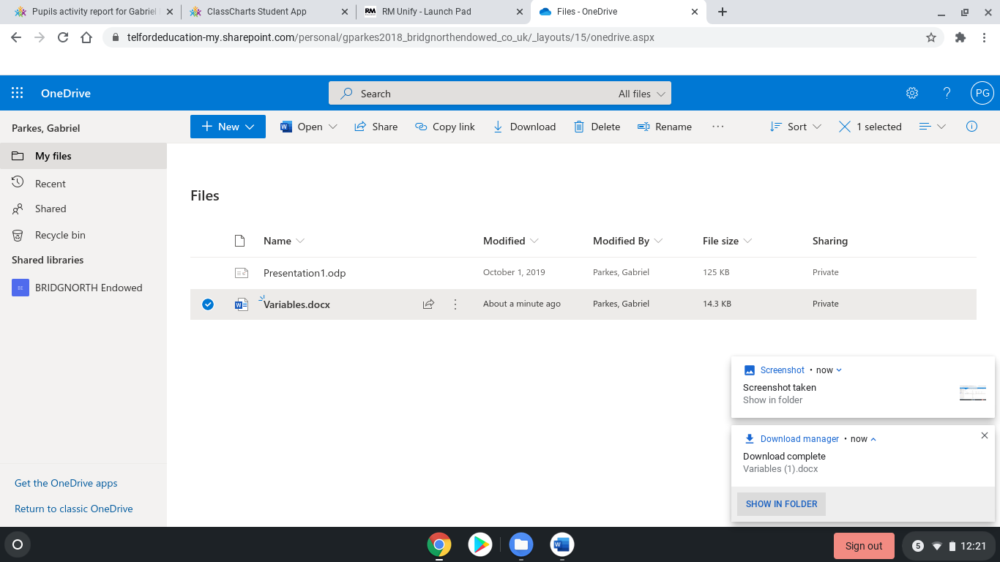 Pupils activity report for Gabriel
ClassCharts Student App
RM
RM Unify - Launch Pad
Files - OneDrive
telfordeducation-my.sharepoint.com/personal/gparkes2018_bridgnorthendowed_co_uk/_layouts/15/onedrive.aspx
OneDrive
Search
All files
?
PG
Parkes, Gabriel
New
Open
Share
Copy link
Download
Delete
Rename
...
Sort
1 selected
My files
Recent
Shared
Recycle bin
Shared libraries
BE
BRIDGNORTH Endowed
Get the OneDrive apps
Return to classic OneDrive
Files
Name Modified Modified By File size Sharing
Presentation1.odp October 1, 2019 Parkes, Gabriel 125 KB Private
Variables.docx About a minute ago Parkes, Gabriel 14.3 KB Private
Screenshot • now
Screenshot taken
Show in folder
Download manager • now
Download complete
Variables (1).docx
SHOW IN FOLDER
Sign out
5
12:21